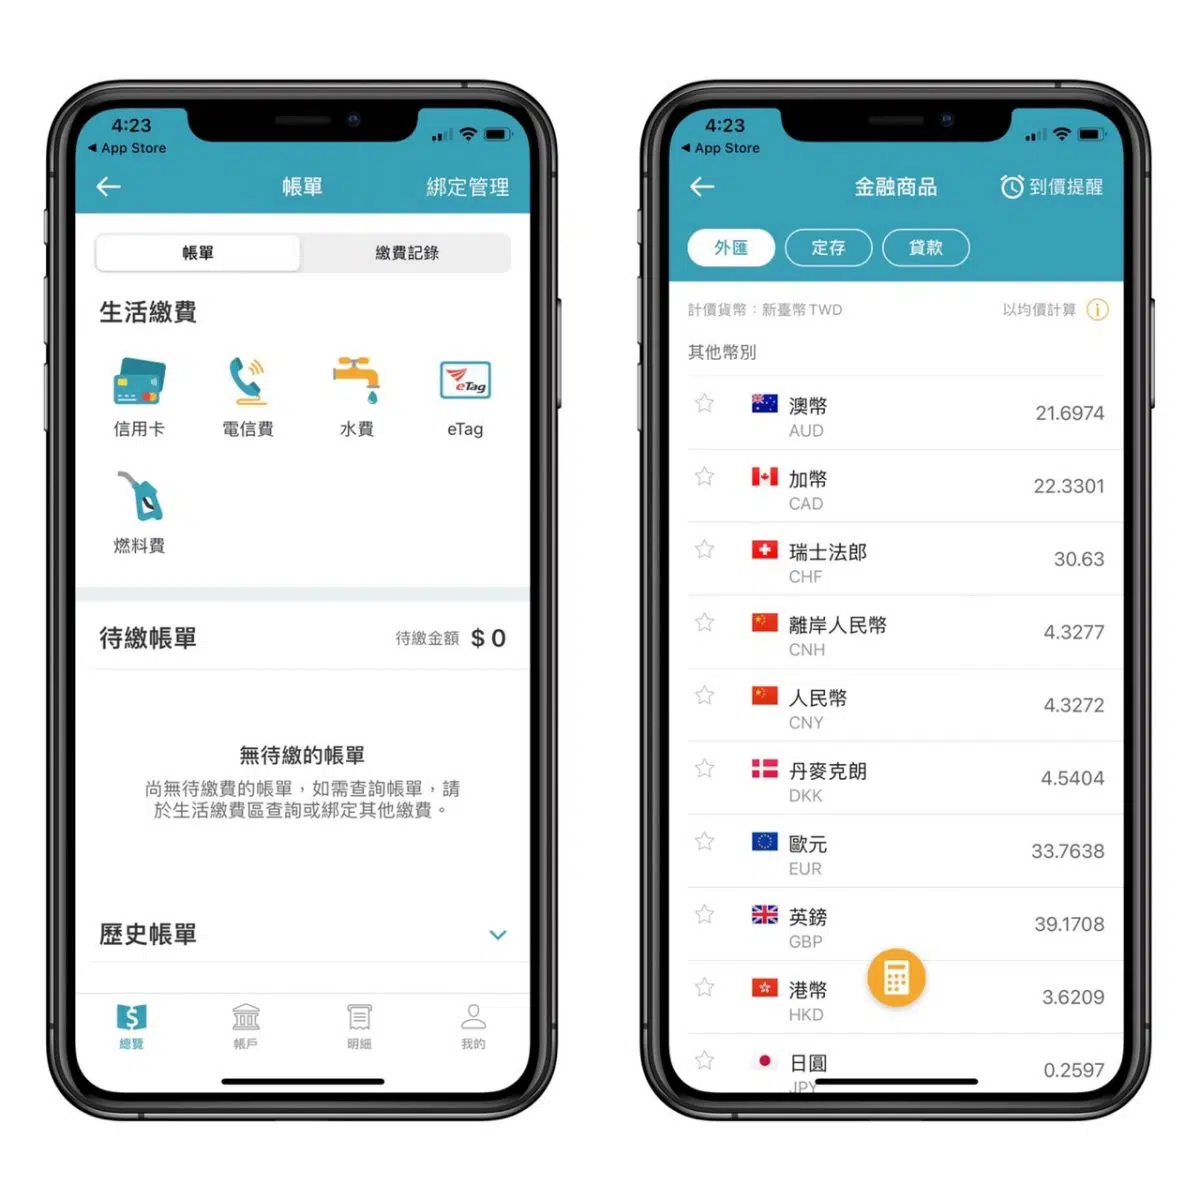 4:23
App Store
帳單
綁定管理
帳單
繳費記錄
生活繳費
信用卡
電信費
水費
eTag
eTag
燃料費
待繳帳單
待繳金額 $ 0
無待繳的帳單
尚無待繳費的帳單，如需查詢帳單，請
於生活繳費區查詢或綁定其他繳費。
歷史帳單
總覽
帳戶
明細
我的
4:23
App Store
金融商品
到價提醒
外匯
定存
貸款
計價貨幣：新臺幣TWD
以均價計算
其他幣別
澳幣
AUD
21.6974
加幣
CAD
22.3301
瑞士法郎
CHF
30.63
離岸人民幣
CNH
4.3277
人民幣
CNY
4.3272
丹麥克朗
DKK
4.5404
歐元
EUR
33.7638
英鎊
GBP
39.1708
港幣
HKD
3.6209
日圓
JPY
0.2597